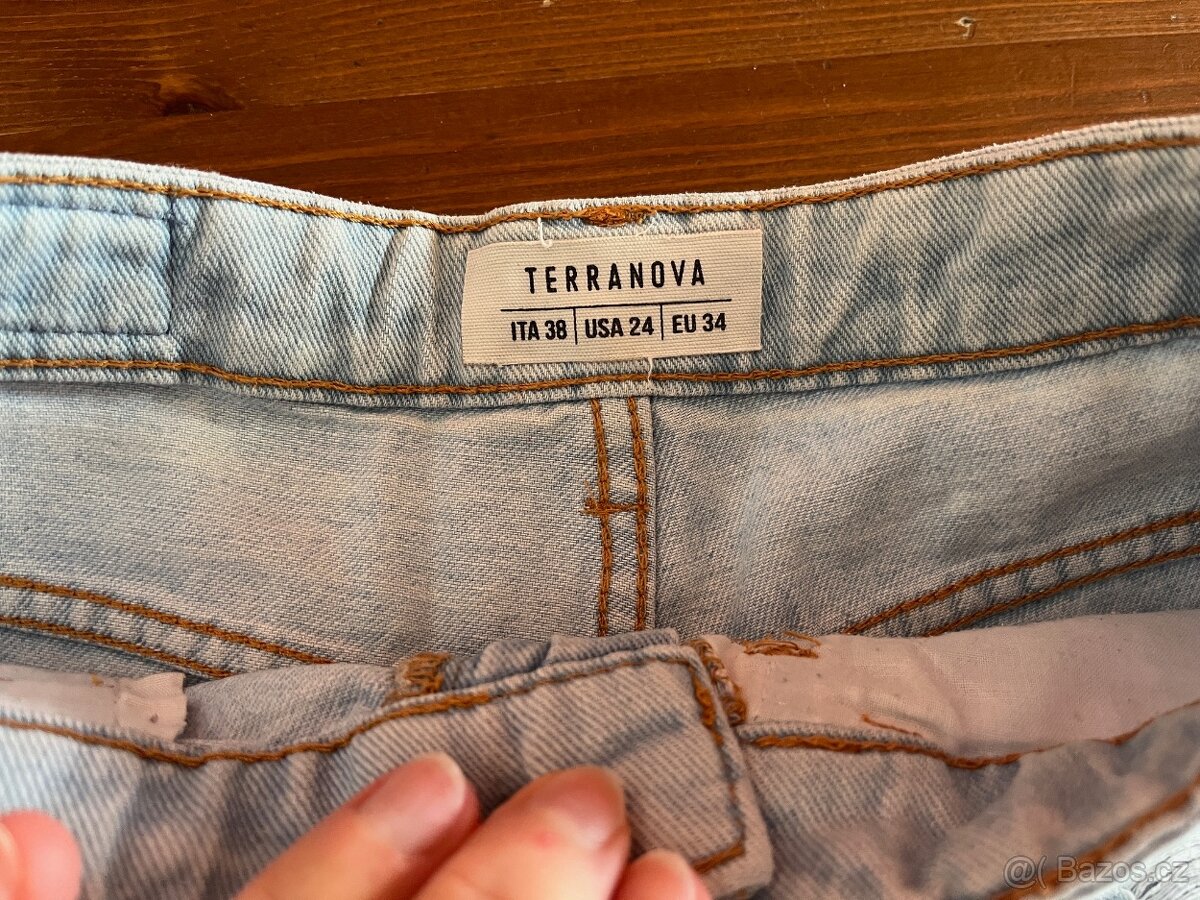 TERRANOVA
ITA 38 | USA 24 | EU 34
@( Bazos.cz